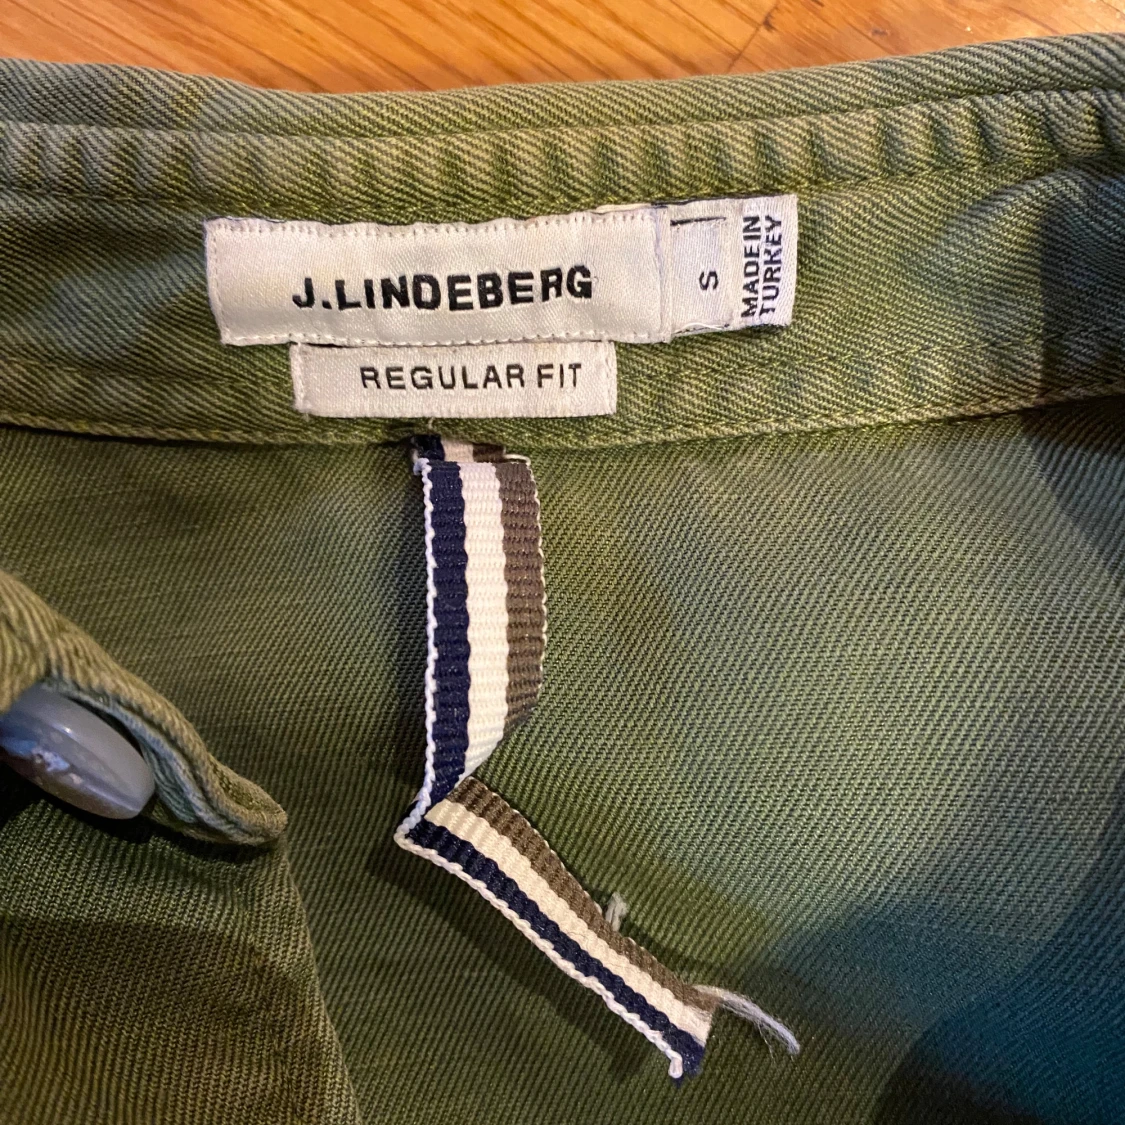 J.LINDEBERG
S
MADE IN
TURKEY
REGULAR FIT